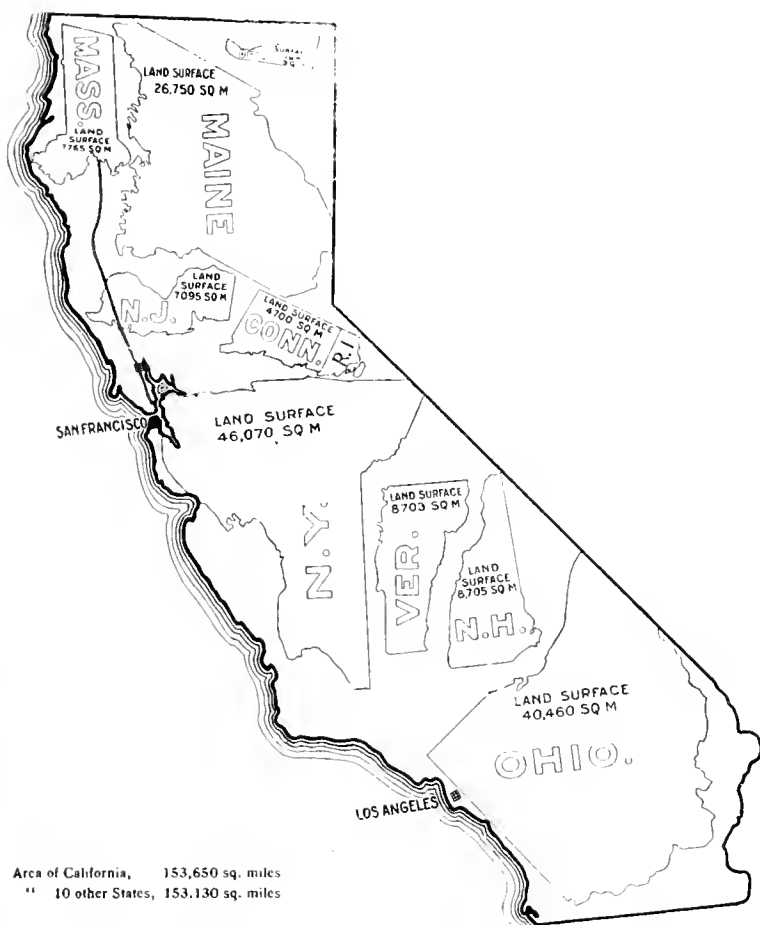 MASS.
LAND
SURFACE
7765 SQ M
LAND SURFACE
26,750 SQ M
MAINE
LAND
SURFACE
7095 SQ M
N.J.
LAND SURFACE
4700 SQ M
CONN.
R.I
SAN FRANCISCO
LAND SURFACE
46,070 SQ M
N.Y.
LAND SURFACE
8703 SQ M
VER.
LAND
SURFACE
8,705 SQ M
N.H.
LAND SURFACE
40,460 SQ M
OHIO.
LOS ANGELES
Area of California, 153,650 sq. miles
" 10 other States, 153.130 sq. miles